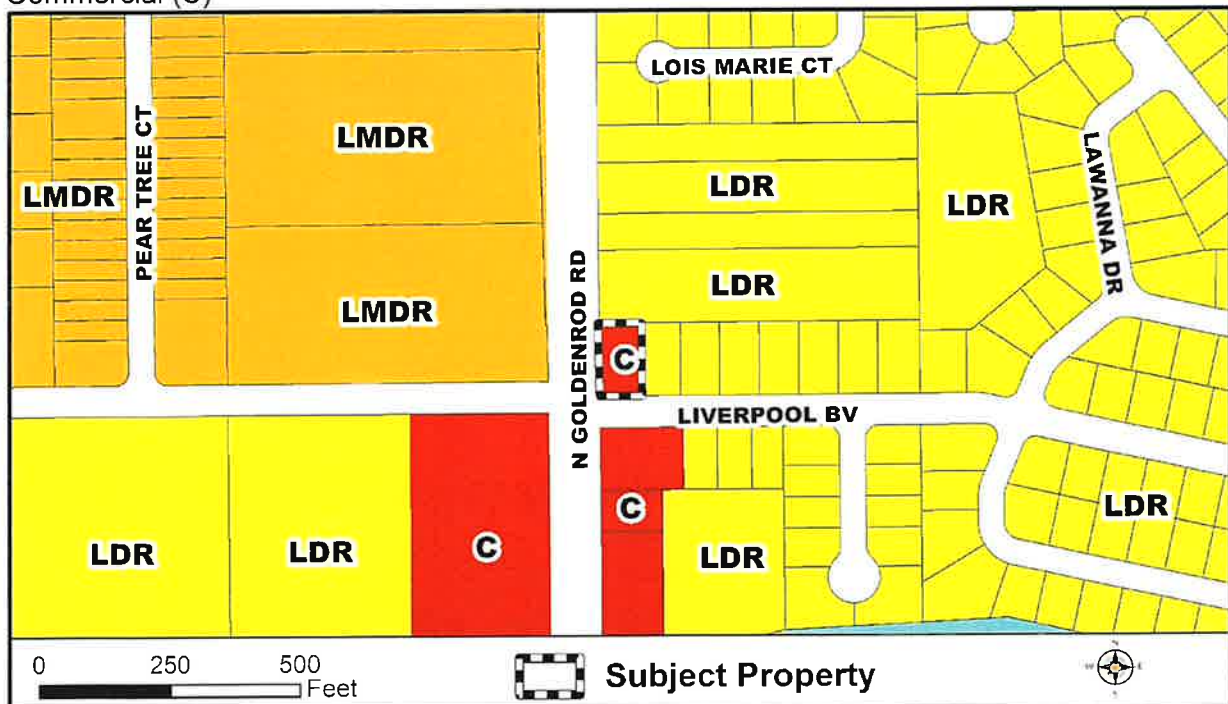 Commercial (C)
LOIS MARIE CT
LMDR
PEAR TREE CT
LMDR
LDR
LDR
LAWANNA DR
LMDR
N GOLDENROD RD
LDR
C
LIVERPOOL BV
LDR
LDR
C
C
LDR
LDR
0 250 500
Feet
Subject Property
N
W E
S